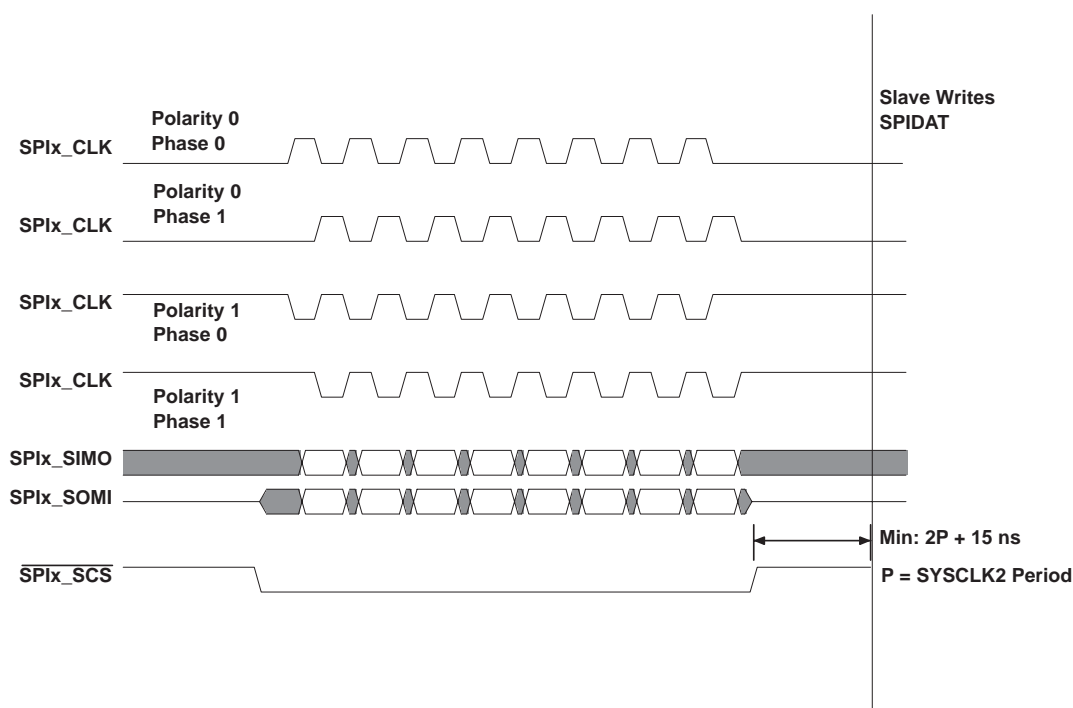 Slave Writes
SPIDAT
Polarity 0
Phase 0
SPIx_CLK
Polarity 0
Phase 1
SPIx_CLK
SPIx_CLK
Polarity 1
Phase 0
SPIx_CLK
Polarity 1
Phase 1
SPIx_SIMO
SPIx_SOMI
Min: 2P + 15 ns
SPIx_SCS
P = SYSCLK2 Period